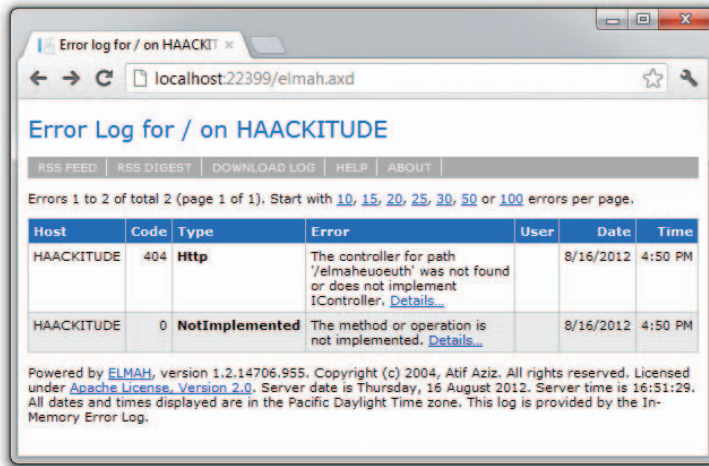 Error log for / on HAACKIT
localhost:22399/elmah.axd
Error Log for / on HAACKITUDE
RSS FEED RSS DIGEST DOWNLOAD LOG HELP ABOUT
Errors 1 to 2 of total 2 (page 1 of 1). Start with 10, 15, 20, 25, 30, 50 or 100 errors per page.
Host Code Type Error User Date Time
HAACKITUDE 404 Http The controller for path 8/16/2012 4:50 PM
'/elmaheuoeuth' was not found
or does not implement
IController. Details...
HAACKITUDE 0 NotImplemented The method or operation is 8/16/2012 4:50 PM
not implemented. Details...
Powered by ELMAH, version 1.2.14706.955. Copyright (c) 2004, Atif Aziz. All rights reserved. Licensed
under Apache License, Version 2.0. Server date is Thursday, 16 August 2012. Server time is 16:51:29.
All dates and times displayed are in the Pacific Daylight Time zone. This log is provided by the In-
Memory Error Log.